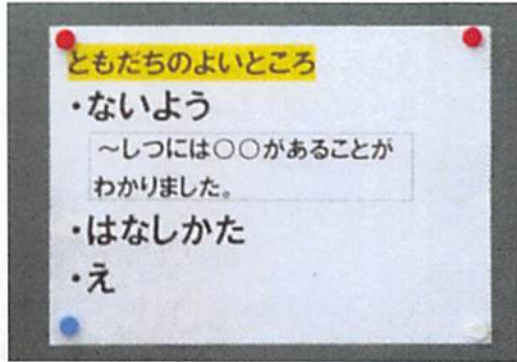 ともだちのよいところ
・ないよう
～しつには○○があることが
わかりました。
・はなしかた
・え